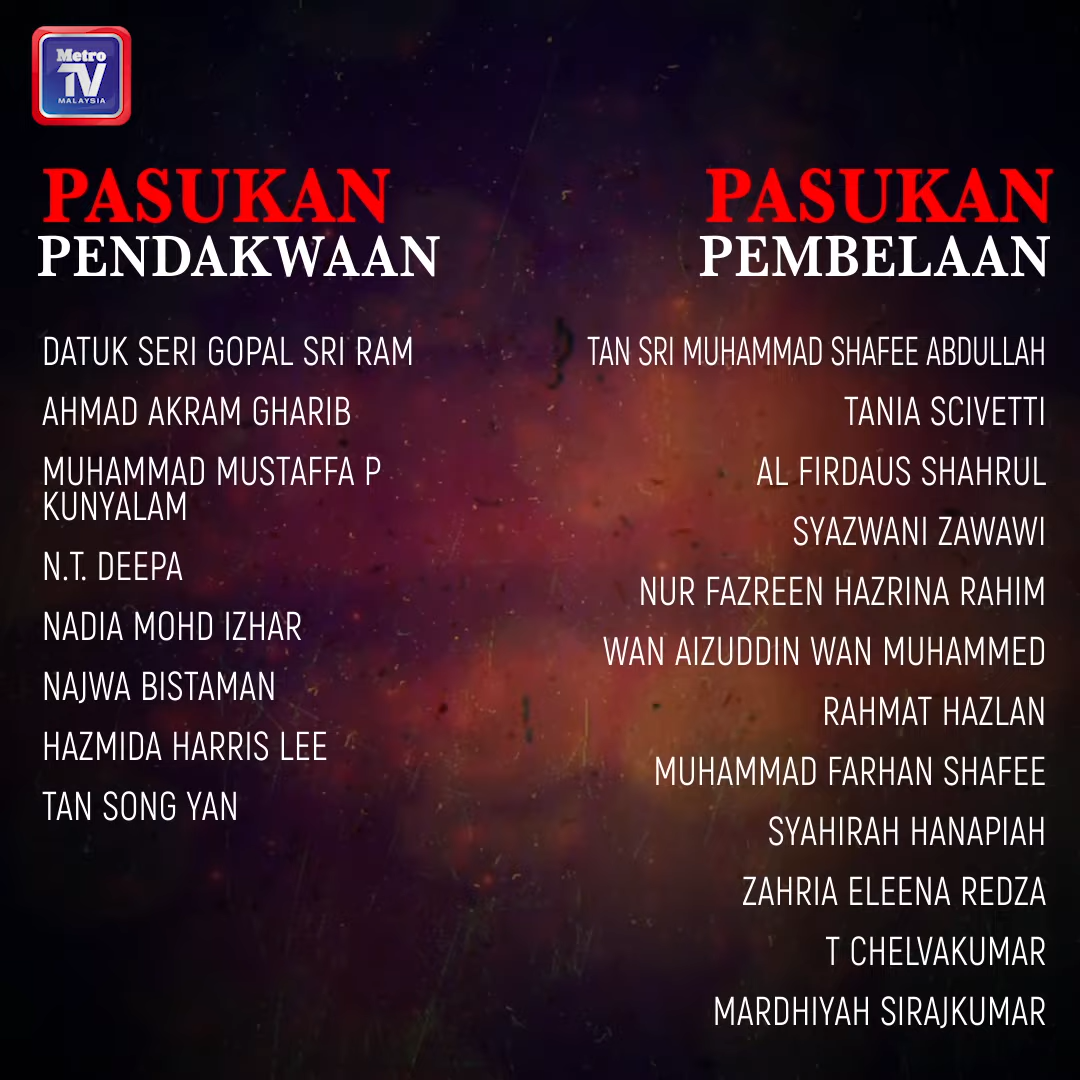 Metro
TV
MALAYSIA
PASUKAN
PENDAKWAAN
DATUK SERI GOPAL SRI RAM
AHMAD AKRAM GHARIB
MUHAMMAD MUSTAFFA P
KUNYALAM
N.T. DEEPA
NADIA MOHD IZHAR
NAJWA BISTAMAN
HAZMIDA HARRIS LEE
TAN SONG YAN
PASUKAN
PEMBELAAN
TAN SRI MUHAMMAD SHAFEE ABDULLAH
TANIA SCIVETTI
AL FIRDAUS SHAHRUL
SYAZWANI ZAWAWI
NUR FAZREEN HAZRINA RAHIM
WAN AIZUDDIN WAN MUHAMMED
RAHMAT HAZLAN
MUHAMMAD FARHAN SHAFEE
SYAHIRAH HANAPIAH
ZAHRIA ELEENA REDZA
T CHELVAKUMAR
MARDHIYAH SIRAJKUMAR